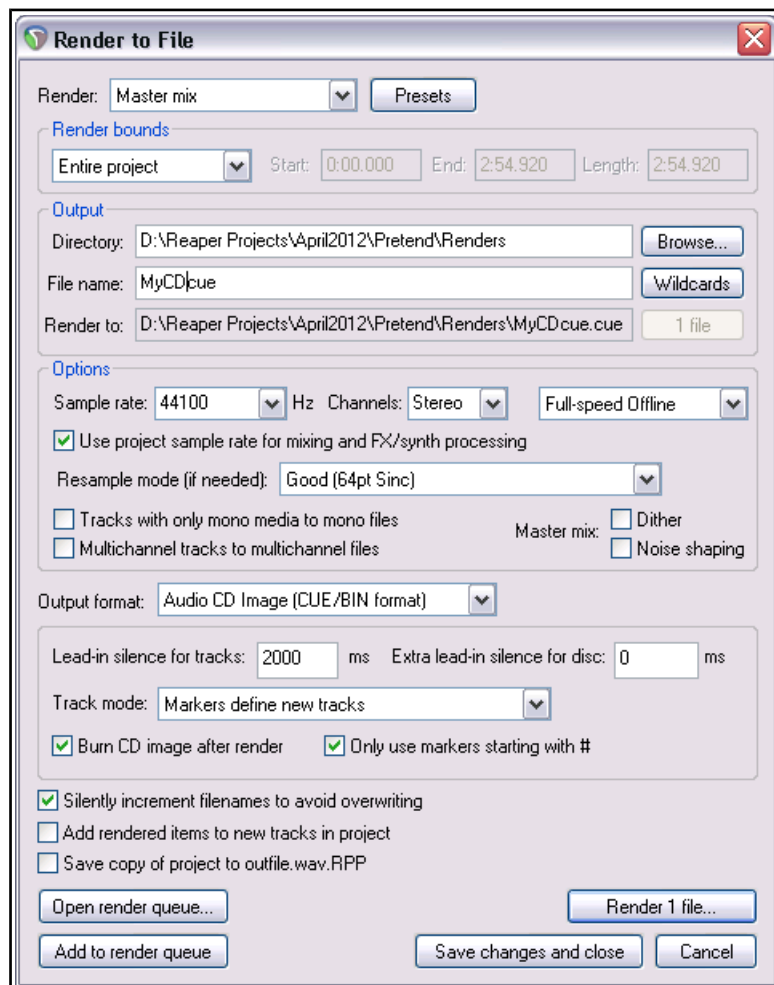 Render to File
Render: Master mix Presets
Render bounds
Entire project Start: 0:00.000 End: 2:54.920 Length: 2:54.920
Output
Directory: D:\Reaper Projects\April2012\Pretend\Renders Browse...
File name: MyCDcue Wildcards
Render to: D:\Reaper Projects\April2012\Pretend\Renders\MyCDcue.cue 1 file
Options
Sample rate: 44100 Hz Channels: Stereo Full-speed Offline
Use project sample rate for mixing and FX/synth processing
Resample mode (if needed): Good (64pt Sinc)
Tracks with only mono media to mono files Master mix: Dither
Multichannel tracks to multichannel files Noise shaping
Output format: Audio CD Image (CUE/BIN format)
Lead-in silence for tracks: 2000 ms Extra lead-in silence for disc: 0 ms
Track mode: Markers define new tracks
Burn CD image after render Only use markers starting with #
Silently increment filenames to avoid overwriting
Add rendered items to new tracks in project
Save copy of project to outfile.wav.RPP
Open render queue... Render 1 file...
Add to render queue Save changes and close Cancel